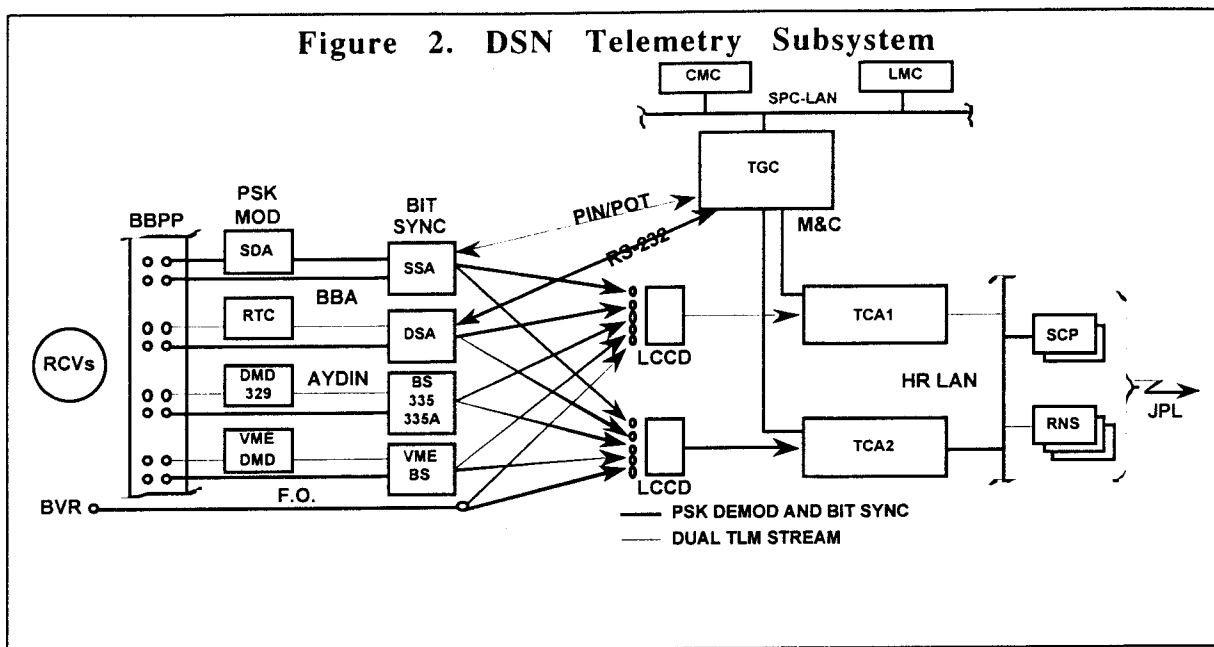 Figure 2. DSN Telemetry Subsystem
CMC
LMC
SPC-LAN
TGC
M&C
PIN/POT
RS-232
BBPP
PSK
MOD
BIT
SYNC
SDA
SSA
BBA
RTC
DSA
RCVs
DMD
329
AYDIN
BS
335
335A
VME
DMD
VME
BS
F.O.
BVR
LCCD
LCCD
TCA1
TCA2
HR LAN
SCP
RNS
JPL
PSK DEMOD AND BIT SYNC
DUAL TLM STREAM